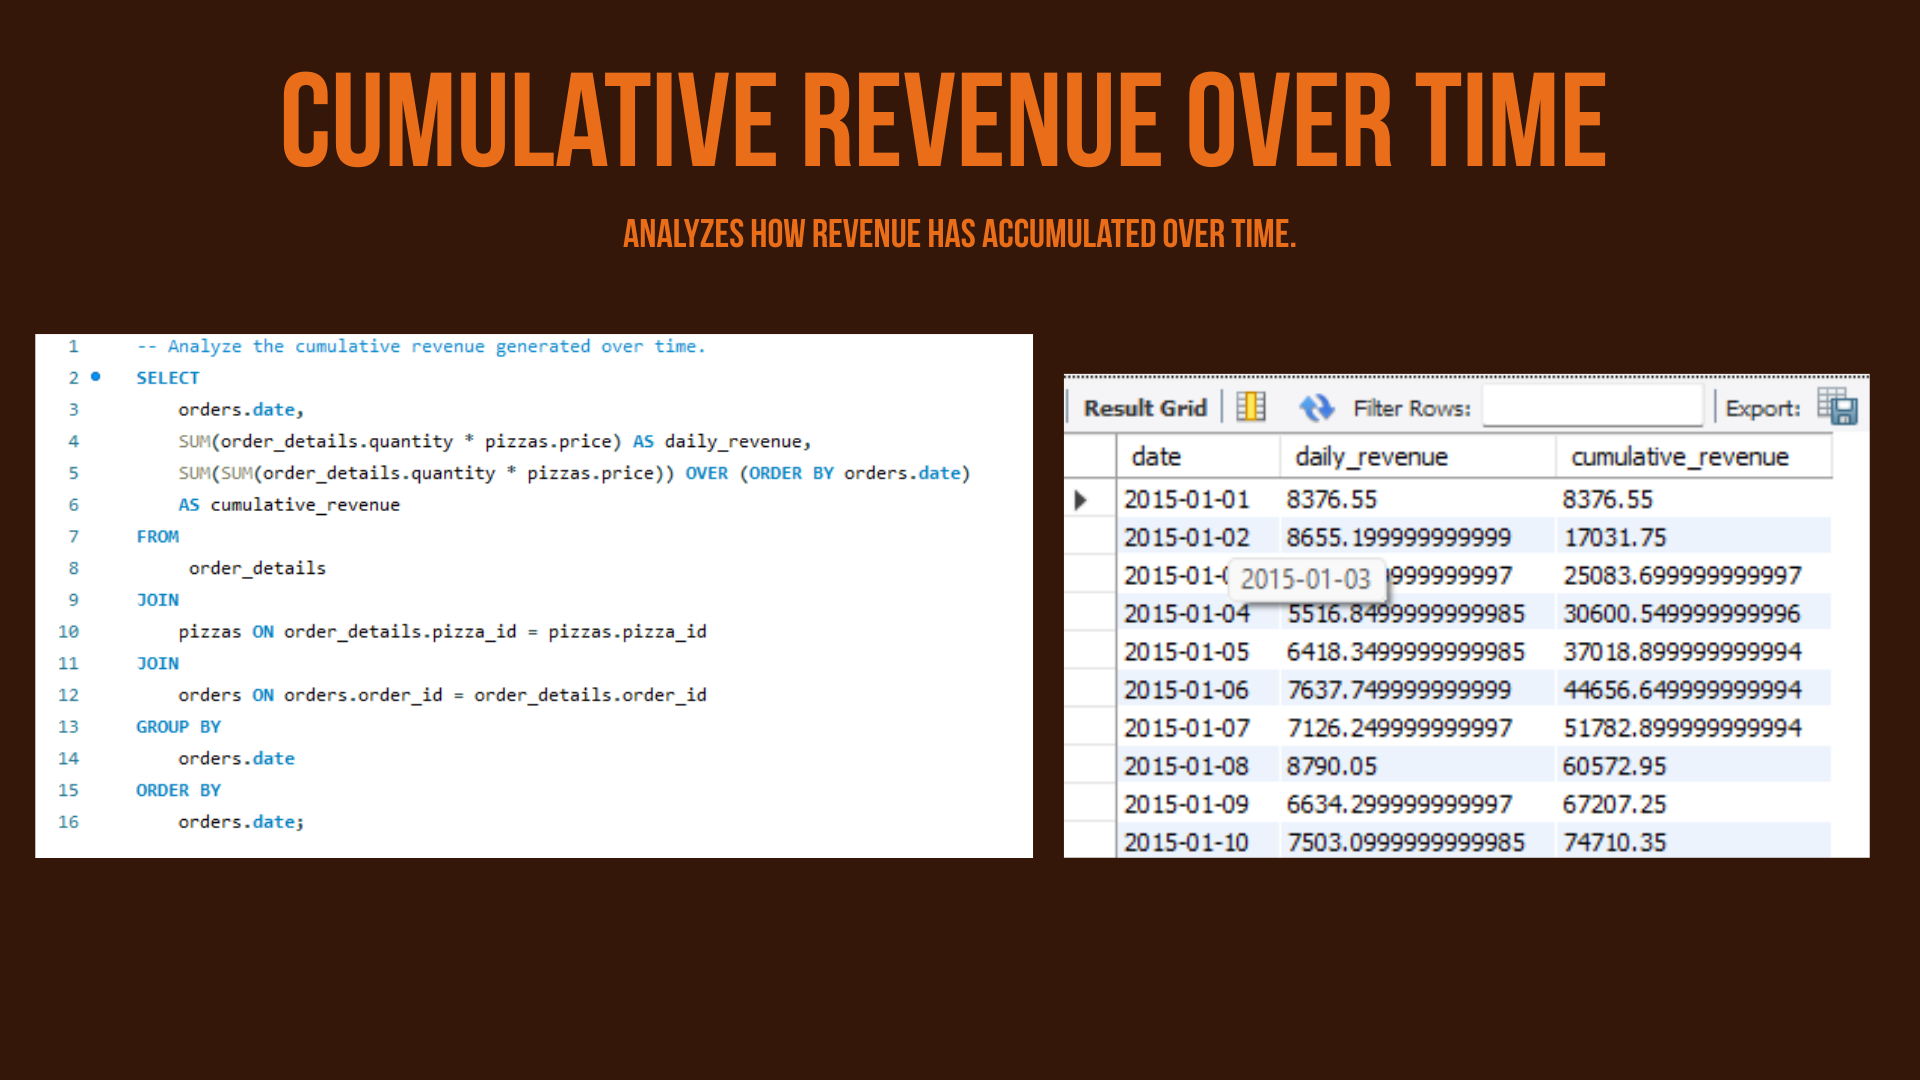 CUMULATIVE REVENUE OVER TIME
ANALYZES HOW REVENUE HAS ACCUMULATED OVER TIME.
1 -- Analyze the cumulative revenue generated over time.
2 SELECT
3 orders.date,
4 SUM(order_details.quantity * pizzas.price) AS daily_revenue,
5 SUM(SUM(order_details.quantity * pizzas.price)) OVER (ORDER BY orders.date)
6 AS cumulative_revenue
7 FROM
8 order_details
9 JOIN
10 pizzas ON order_details.pizza_id = pizzas.pizza_id
11 JOIN
12 orders ON orders.order_id = order_details.order_id
13 GROUP BY
14 orders.date
15 ORDER BY
16 orders.date;
Result Grid Filter Rows: Export:
date daily_revenue cumulative_revenue
2015-01-01 8376.55 8376.55
2015-01-02 8655.199999999999 17031.75
2015-01- 2015-01-03 999999997 25083.699999999997
2015-01-04 5516.8499999999985 30600.549999999996
2015-01-05 6418.3499999999985 37018.899999999994
2015-01-06 7637.749999999999 44656.649999999994
2015-01-07 7126.249999999997 51782.899999999994
2015-01-08 8790.05 60572.95
2015-01-09 6634.299999999997 67207.25
2015-01-10 7503.0999999999985 74710.35